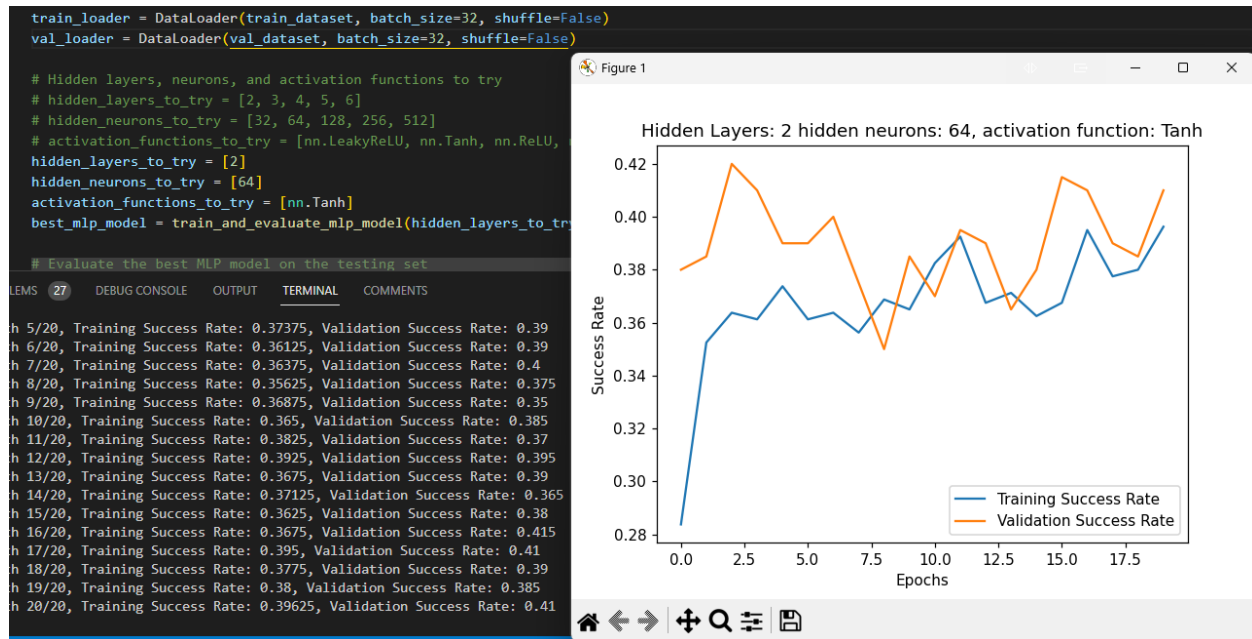 train_loader = DataLoader(train_dataset, batch_size=32, shuffle=False)
val_loader = DataLoader(val_dataset, batch_size=32, shuffle=False)
# Hidden layers, neurons, and activation functions to try
# hidden_layers_to_try = [2, 3, 4, 5, 6]
# hidden_neurons_to_try = [32, 64, 128, 256, 512]
# activation_functions_to_try = [nn.LeakyReLU, nn.Tanh, nn.ReLU,
hidden_layers_to_try = [2]
hidden_neurons_to_try = [64]
activation_functions_to_try = [nn.Tanh]
best_mlp_model = train_and_evaluate_mlp_model(hidden_layers_to_try
# Evaluate the best MLP model on the testing set
LEMS 27 DEBUG CONSOLE OUTPUT TERMINAL COMMENTS
ch 5/20, Training Success Rate: 0.37375, Validation Success Rate: 0.39
ch 6/20, Training Success Rate: 0.36125, Validation Success Rate: 0.39
ch 7/20, Training Success Rate: 0.36375, Validation Success Rate: 0.4
ch 8/20, Training Success Rate: 0.35625, Validation Success Rate: 0.375
ch 9/20, Training Success Rate: 0.36875, Validation Success Rate: 0.35
ch 10/20, Training Success Rate: 0.365, Validation Success Rate: 0.385
ch 11/20, Training Success Rate: 0.3825, Validation Success Rate: 0.37
ch 12/20, Training Success Rate: 0.3925, Validation Success Rate: 0.395
ch 13/20, Training Success Rate: 0.3675, Validation Success Rate: 0.39
ch 14/20, Training Success Rate: 0.37125, Validation Success Rate: 0.365
ch 15/20, Training Success Rate: 0.3625, Validation Success Rate: 0.38
ch 16/20, Training Success Rate: 0.3675, Validation Success Rate: 0.415
ch 17/20, Training Success Rate: 0.395, Validation Success Rate: 0.41
ch 18/20, Training Success Rate: 0.3775, Validation Success Rate: 0.39
ch 19/20, Training Success Rate: 0.38, Validation Success Rate: 0.385
ch 20/20, Training Success Rate: 0.39625, Validation Success Rate: 0.41
Figure 1
Hidden Layers: 2 hidden neurons: 64, activation function: Tanh
0.42
0.40
0.38
0.36
0.34
0.32
0.30
0.28
Success Rate
Training Success Rate
Validation Success Rate
0.0 2.5 5.0 7.5 10.0 12.5 15.0 17.5
Epochs